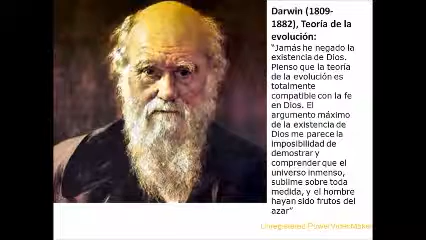 Darwin (1809-
1882), Teoría de la
evolución:
“Jamás he negado la
existencia de Dios.
Pienso que la teoría
de la evolución es
totalmente
compatible con la fe
en Dios. El
argumento máximo
de la existencia de
Dios me parece la
imposibilidad de
demostrar y
comprender que el
universo inmenso,
sublime sobre toda
medida, y el hombre
hayan sido frutos del
azar”
Unregistered PowerVideoMaker